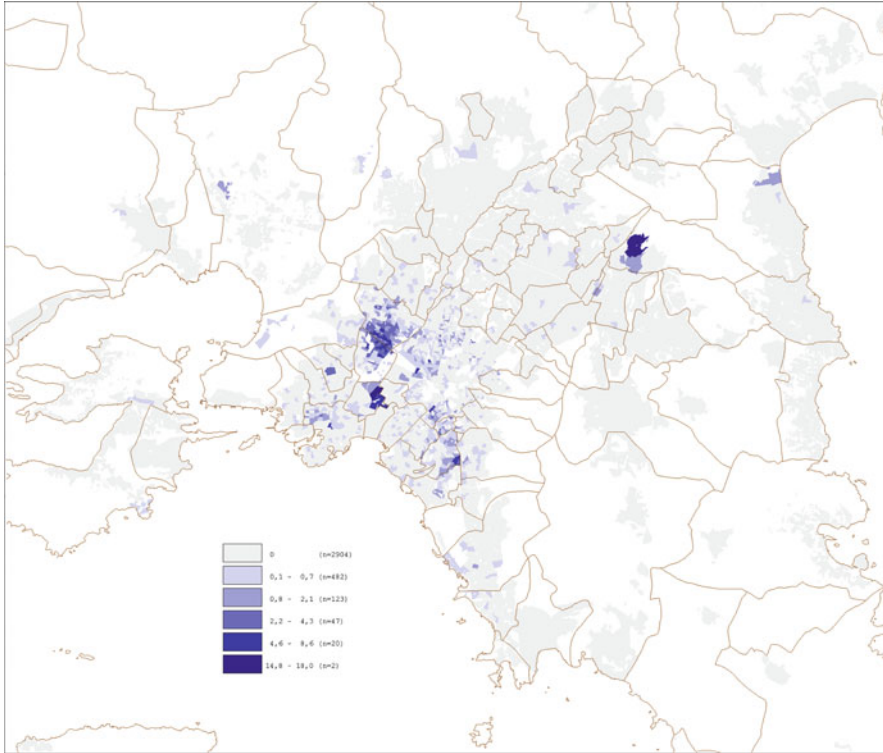 0 (n=2904)
0,1 - 0,7 (n=482)
0,8 - 2,1 (n=123)
2,2 - 4,3 (n=47)
4,6 - 8,6 (n=20)
14,8 - 18,0 (n=2)